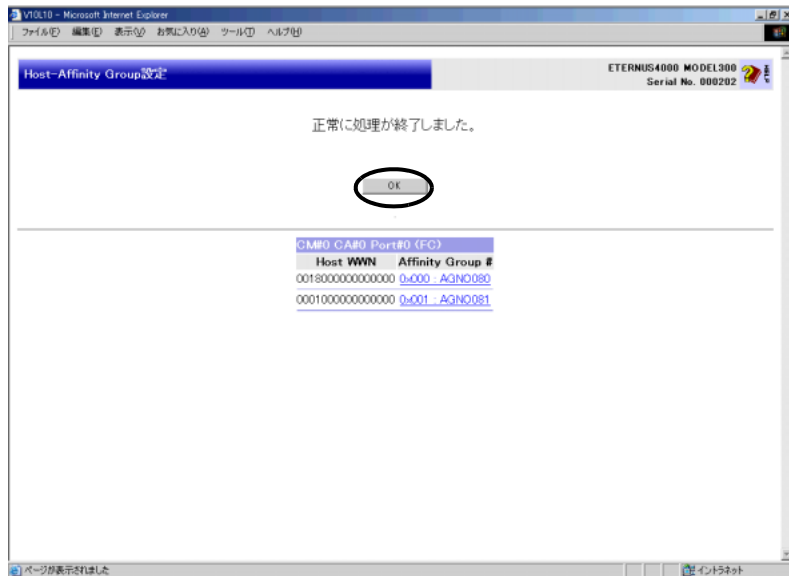 V10L10 - Microsoft Internet Explorer
ファイル(F) 編集(E) 表示(V) お気に入り(A) ツール(T) ヘルプ(H)
Host-Affinity Group設定
ETERNUS4000 MODEL300
Serial No. 000202
HELP
正常に処理が終了しました。
OK
CM#0 CA#0 Port#0 (FC)
Host WWN Affinity Group #
0018000000000000 0x000 : AGNO080
0001000000000000 0x001 : AGNO081
ページが表示されました
イントラネット